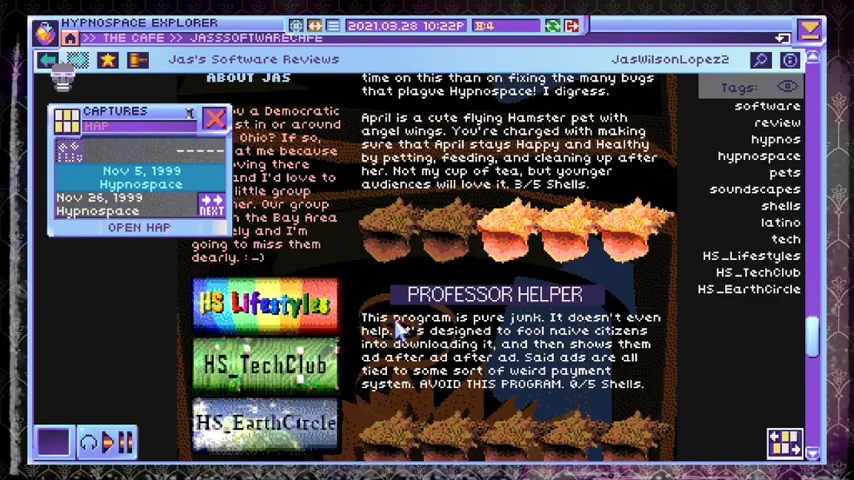 HYPNOSPACE EXPLORER
2021.03.28 10:22PM
>> THE CAFE >> JASSSOFTWARECAFE
Jas's Software Reviews
JasWilsonLopez2
CAPTURES
HAP
Nov 5, 1999
Hypnospace
Nov 26, 1999
Hypnospace
NEXT
OPEN HAP
ABOUT JAS
u a Democratic
st in or around
Ohio? If so,
at me because
oving there
and I'd love to
little group
her. Our group
n the Bay Area
ely and I'm
going to miss them
dearly. :-)
HS Lifestyles
HS_TechClub
HS_EarthCircle
time on this than on fixing the many bugs
that plague Hypnospace! I digress.
April is a cute flying Hamster pet with
angel wings. You're charged with making
sure that April stays Happy and Healthy
by petting, feeding, and cleaning up after
her. Not my cup of tea, but younger
audiences will love it. 3/5 Shells.
PROFESSOR HELPER
This program is pure junk. It doesn't even
help. It's designed to fool naive citizens
into downloading it, and then shows them
ad after ad after ad. Said ads are all
tied to some sort of weird payment
system. AVOID THIS PROGRAM. 0/5 Shells.
Tags:
software
review
hypnos
hypnospace
pets
soundscapes
shells
latino
tech
HS_Lifestyles
HS_TechClub
HS_EarthCircle